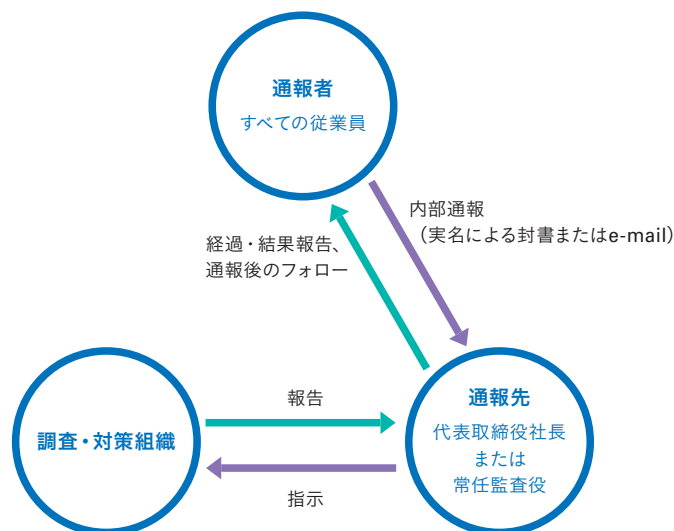 通報者
すべての従業員
内部通報
（実名による封書またはe-mail）
経過・結果報告、
通報後のフォロー
報告
調査・対策組織
指示
通報先
代表取締役社長
または
常任監査役